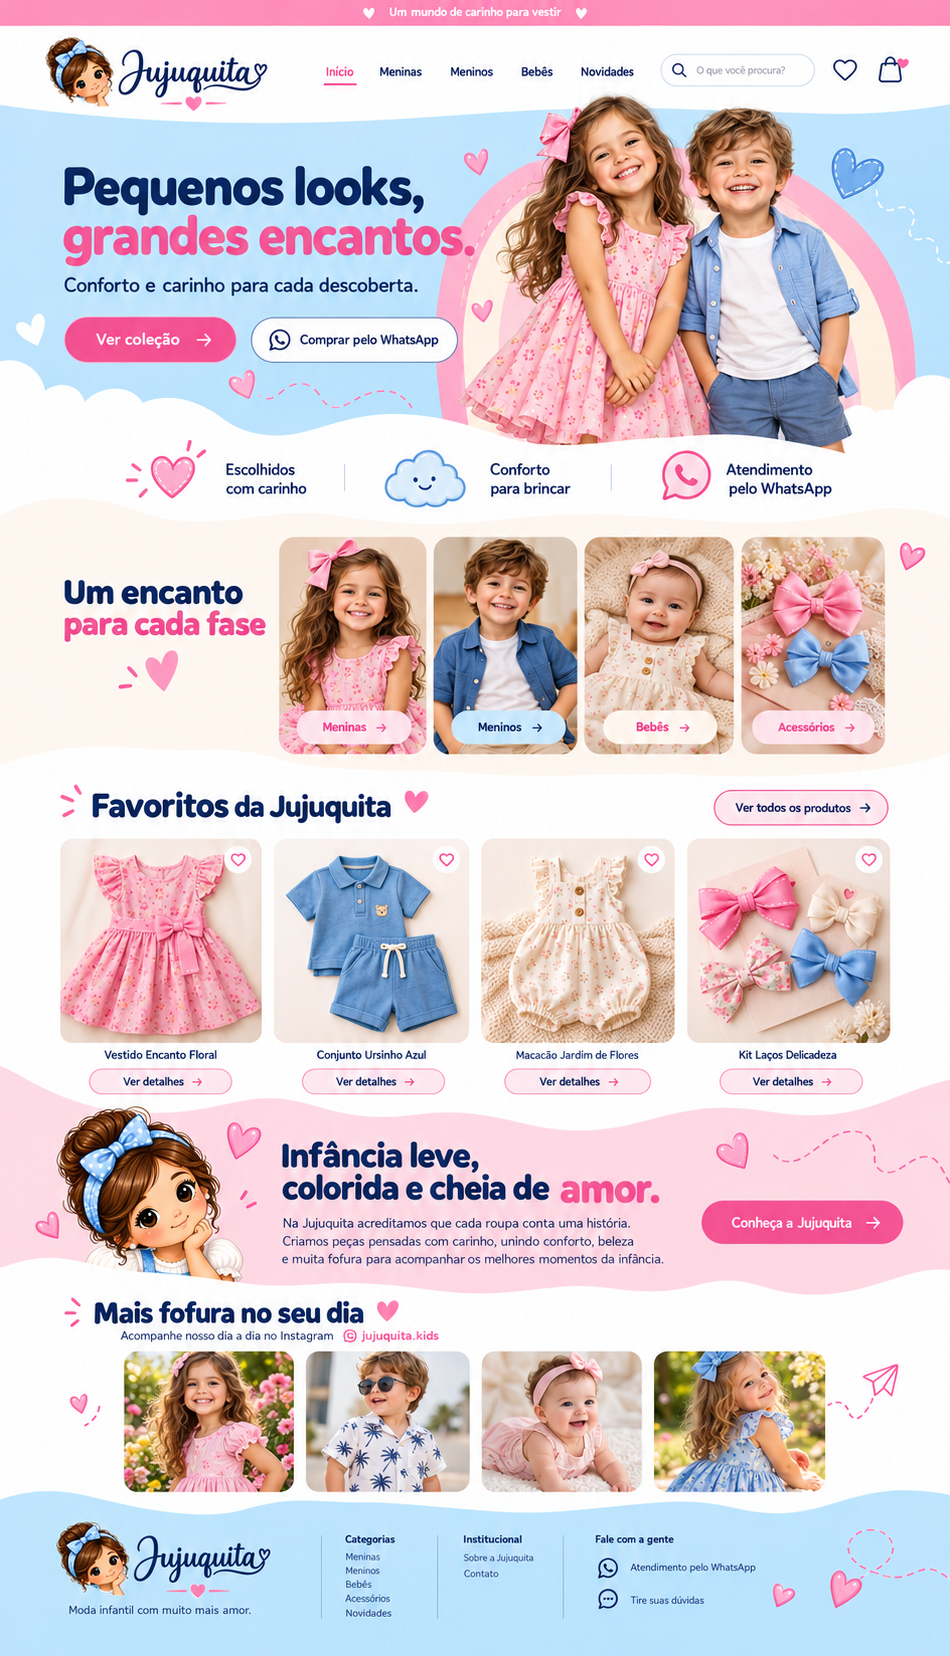 Um mundo de carinho para vestir
Jujuquita
Início
Meninas
Meninos
Bebês
Novidades
O que você procura?
Pequenos looks,
grandes encantos.
Conforto e carinho para cada descoberta.
Ver coleção
Comprar pelo WhatsApp
Escolhidos
com carinho
Conforto
para brincar
Atendimento
pelo WhatsApp
Um encanto
para cada fase
Meninas
Meninos
Bebês
Acessórios
Favoritos da Jujuquita
Ver todos os produtos
Vestido Encanto Floral
Conjunto Ursinho Azul
Macacão Jardim de Flores
Kit Laços Delicadeza
Ver detalhes
Ver detalhes
Ver detalhes
Ver detalhes
Infância leve,
colorida e cheia de amor.
Na Jujuquita acreditamos que cada roupa conta uma história.
Criamos peças pensadas com carinho, unindo conforto, beleza
e muita fofura para acompanhar os melhores momentos da infância.
Conheça a Jujuquita
Mais fofura no seu dia
Acompanhe nosso dia a dia no Instagram jujuquita.kids
Jujuquita
Moda infantil com muito mais amor.
Categorias
Meninas
Meninos
Bebês
Acessórios
Novidades
Institucional
Sobre a Jujuquita
Contato
Fale com a gente
Atendimento pelo WhatsApp
Tire suas dúvidas